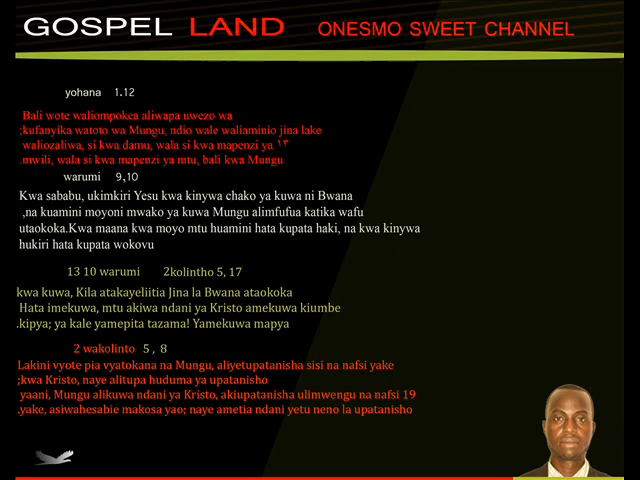 GOSPEL LAND ONESMO SWEET CHANNEL
yohana 1.12
Bali wote waliompokea aliwapa uwezo wa
;kufanyika watoto wa Mungu, ndio wale waliaminio jina lake
waliozaliwa, si kwa damu, wala si kwa mapenzi ya ١٣
.mwili, wala si kwa mapenzi ya mtu, bali kwa Mungu
warumi 9,10
Kwa sababu, ukimkiri Yesu kwa kinywa chako ya kuwa ni Bwana
,na kuamini moyoni mwako ya kuwa Mungu alimfufua katika wafu
utaokoka.Kwa maana kwa moyo mtu huamini hata kupata haki, na kwa kinywa
hukiri hata kupata wokovu
13 10 warumi 2kolintho 5, 17
kwa kuwa, Kila atakayeliitia Jina la Bwana ataokoka
Hata imekuwa, mtu akiwa ndani ya Kristo amekuwa kiumbe
.kipya; ya kale yamepita tazama! Yamekuwa mapya
2 wakolinto 5 , 8
Lakini vyote pia vyatokana na Mungu, aliyetupatanisha sisi na nafsi yake
;kwa Kristo, naye alitupa huduma ya upatanisho
yaani, Mungu alikuwa ndani ya Kristo, akiupatanisha ulimwengu na nafsi 19
.yake, asiwahesabie makosa yao; naye ametia ndani yetu neno la upatanisho